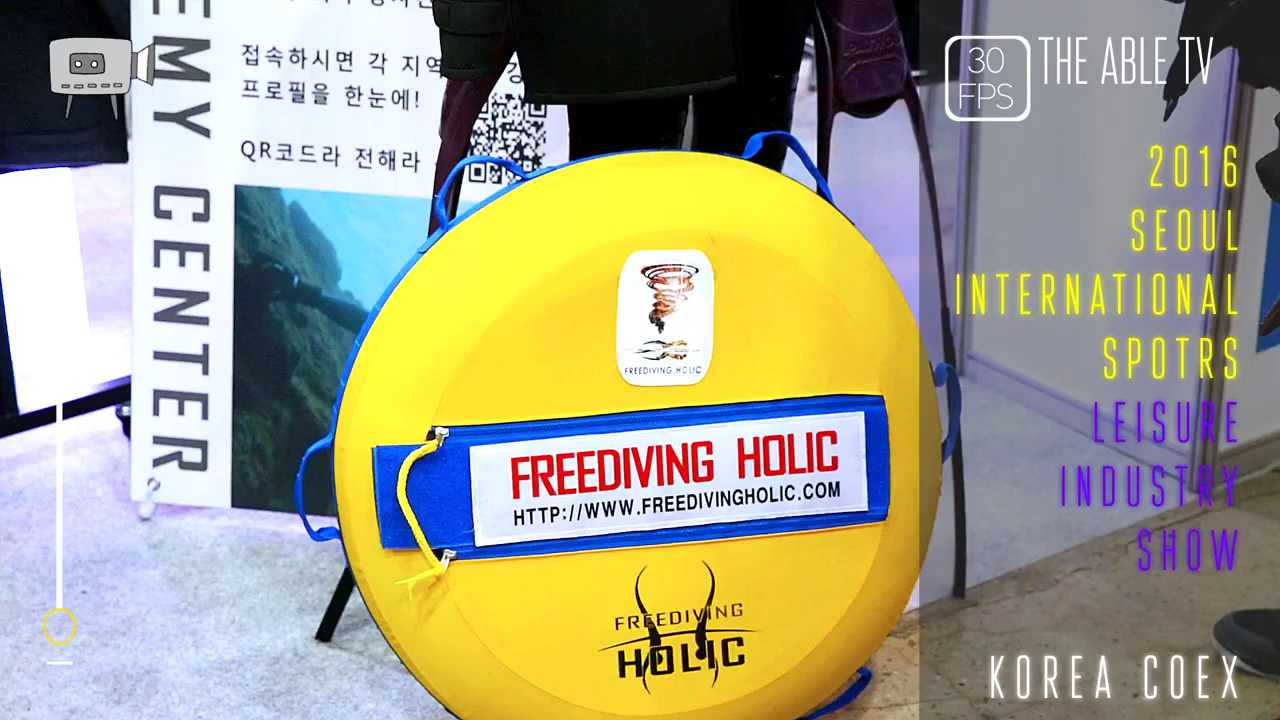 EMY CENTER
접속하시면 각 지역
프로필을 한눈에!
QR코드라 전해라
FREEDIVING HOLIC
FREEDIVING HOLIC
HTTP://WWW.FREEDIVINGHOLIC.COM
FREEDIVING
HOLIC
30
FPS
THE ABLE TV
2016
SEOUL
INTERNATIONAL
SPOTRS
LEISURE
INDUSTRY
SHOW
KOREA COEX